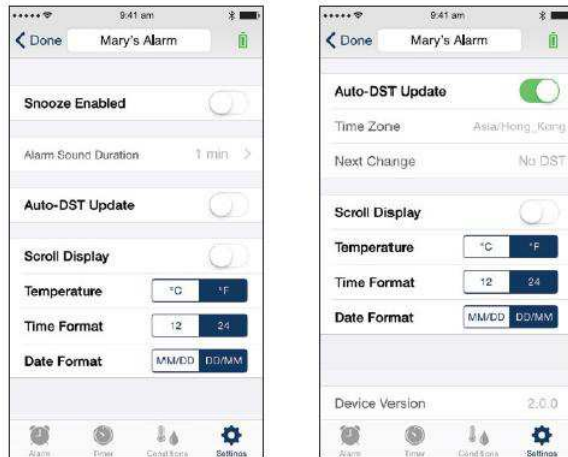 9:41 am
Done Mary's Alarm
Snooze Enabled
Alarm Sound Duration 1 min
Auto-DST Update
Scroll Display
Temperature °C °F
Time Format 12 24
Date Format MM/DD DD/MM
Alarm Timer Conditions Settings
9:41 am
Done Mary's Alarm
Auto-DST Update
Time Zone Asia/Hong_Kong
Next Change No DST
Scroll Display
Temperature °C °F
Time Format 12 24
Date Format MM/DD DD/MM
Device Version 2.0.0
Alarm Timer Conditions Settings